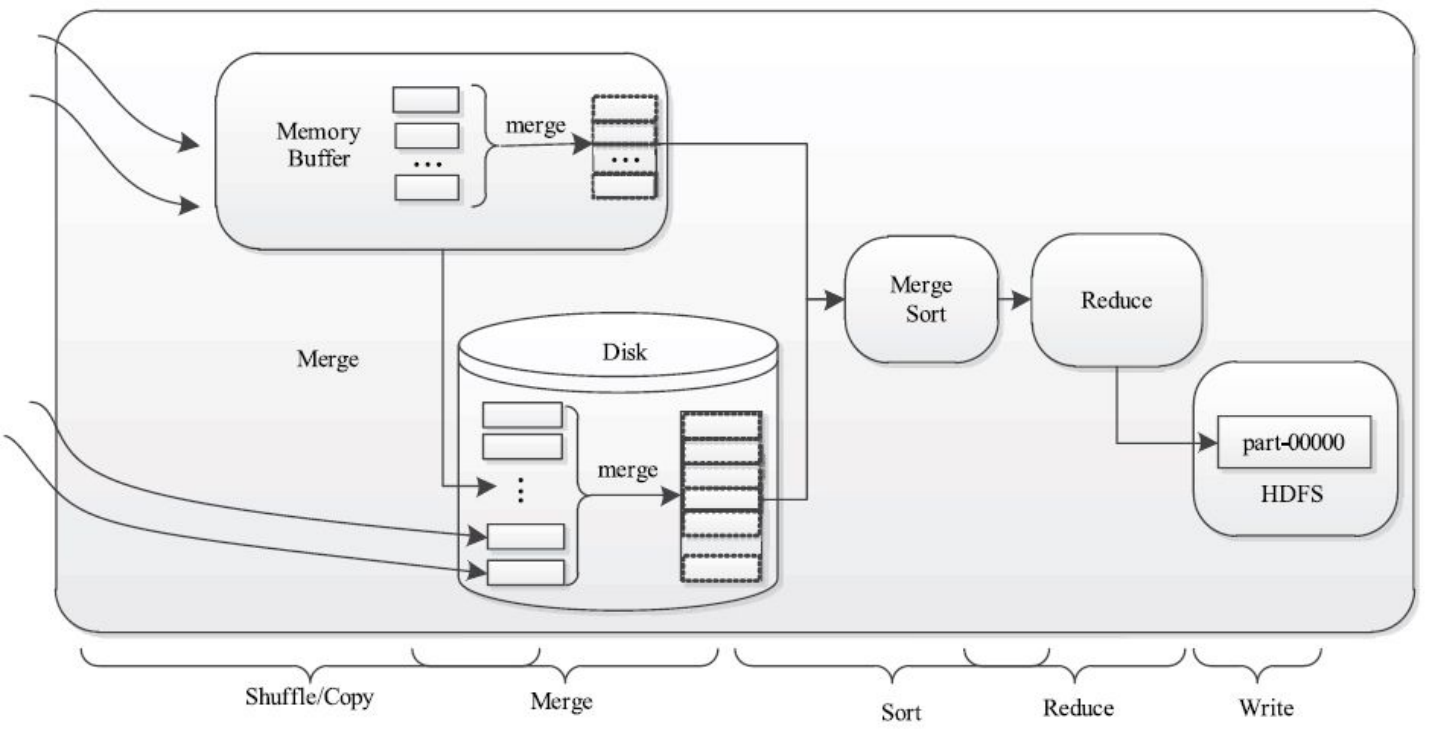 Memory
Buffer
...
merge
...
Merge
Disk
merge
Merge
Sort
Reduce
part-00000
HDFS
Shuffle/Copy
Merge
Sort
Reduce
Write